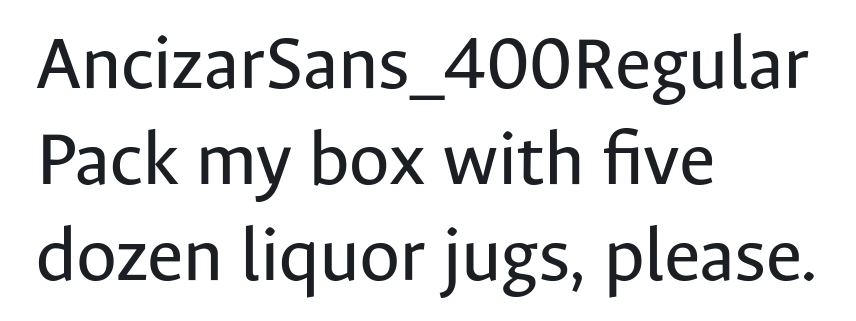 AncizarSans_400Regular
Pack my box with five
dozen liquor jugs, please.